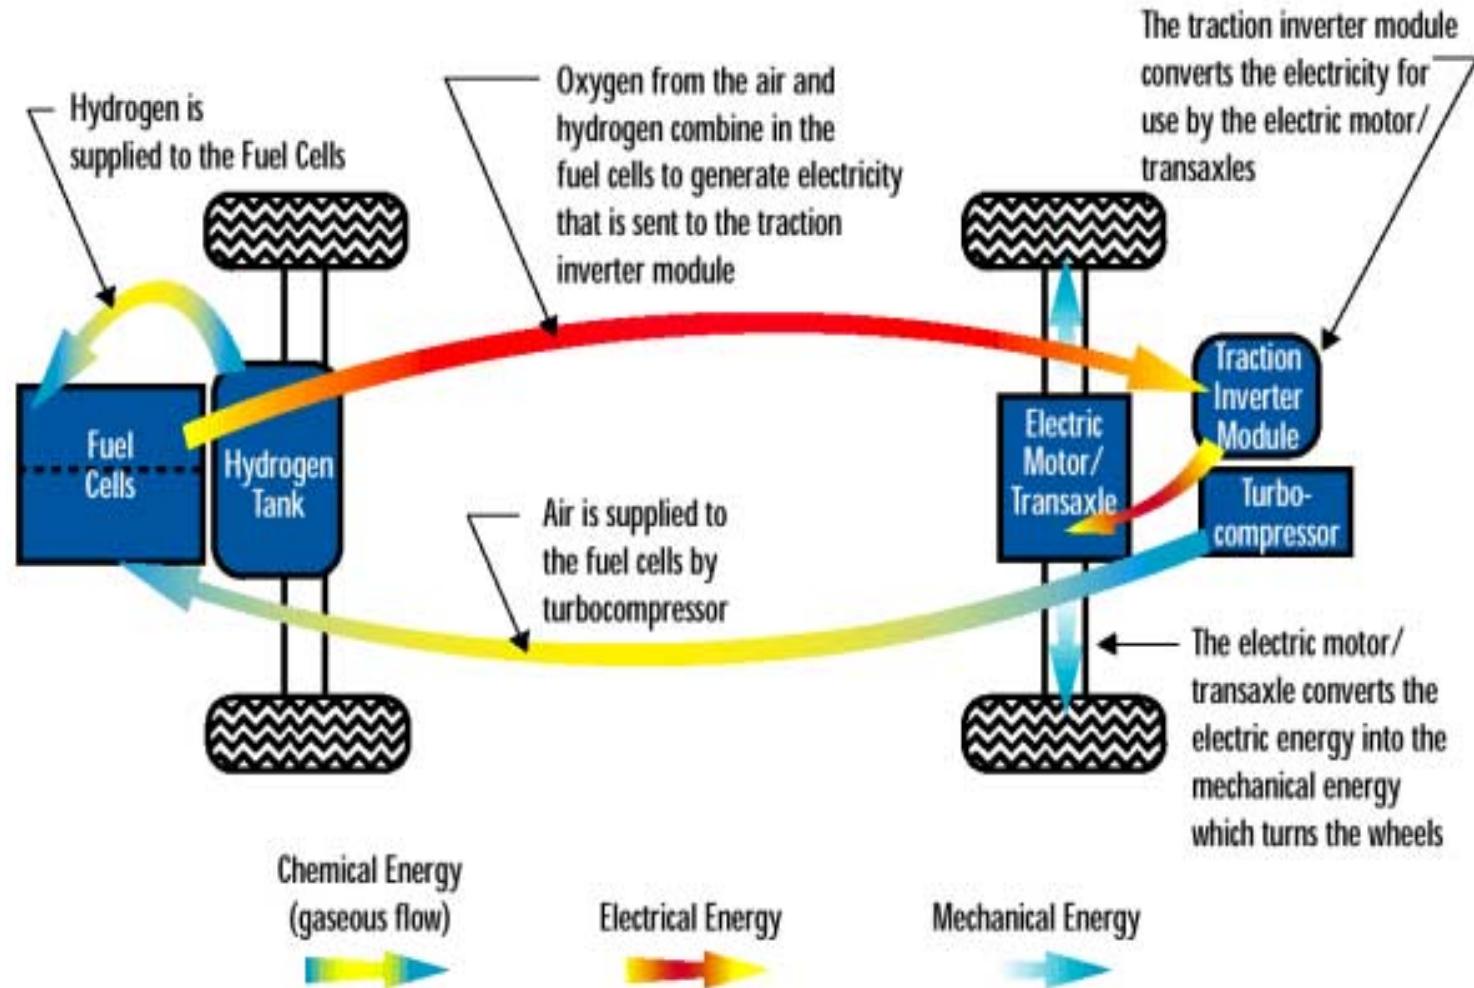 Hydrogen is
supplied to the Fuel Cells
Oxygen from the air and
hydrogen combine in the
fuel cells to generate electricity
that is sent to the traction
inverter module
The traction inverter module
converts the electricity for
use by the electric motor/
transaxles
Fuel
Cells
Hydrogen
Tank
Electric
Motor/
Transaxle
Traction
Inverter
Module
Turbo-
compressor
Air is supplied to
the fuel cells by
turbocompressor
The electric motor/
transaxle converts the
electric energy into the
mechanical energy
which turns the wheels
Chemical Energy
(gaseous flow)
Electrical Energy
Mechanical Energy